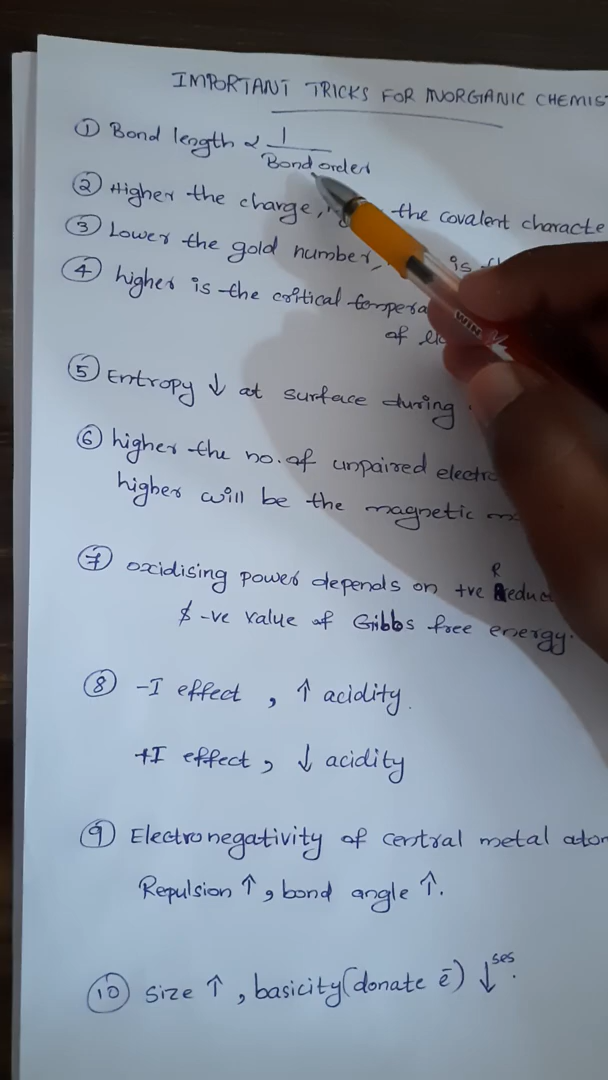 IMPORTANT TRICKS FOR INORGANIC CHEMIS
① Bond length ∝ 1/Bond order
② Higher the charge, the covalent characte
③ Lower the gold number, is
④ higher is the critical tempera
of
⑤ Entropy ↓ at surface during
⑥ higher the no. of unpaired electro
higher will be the magnetic
⑦ oxidising power depends on +ve Reduc
$ -ve value of Gibbs free energy.
⑧ -I effect, ↑ acidity.
+I effect, ↓ acidity
⑨ Electronegativity of central metal atom
Repulsion ↑, bond angle ↑.
⑩ Size ↑, basicity (donate ē) ↓ses.
WIN